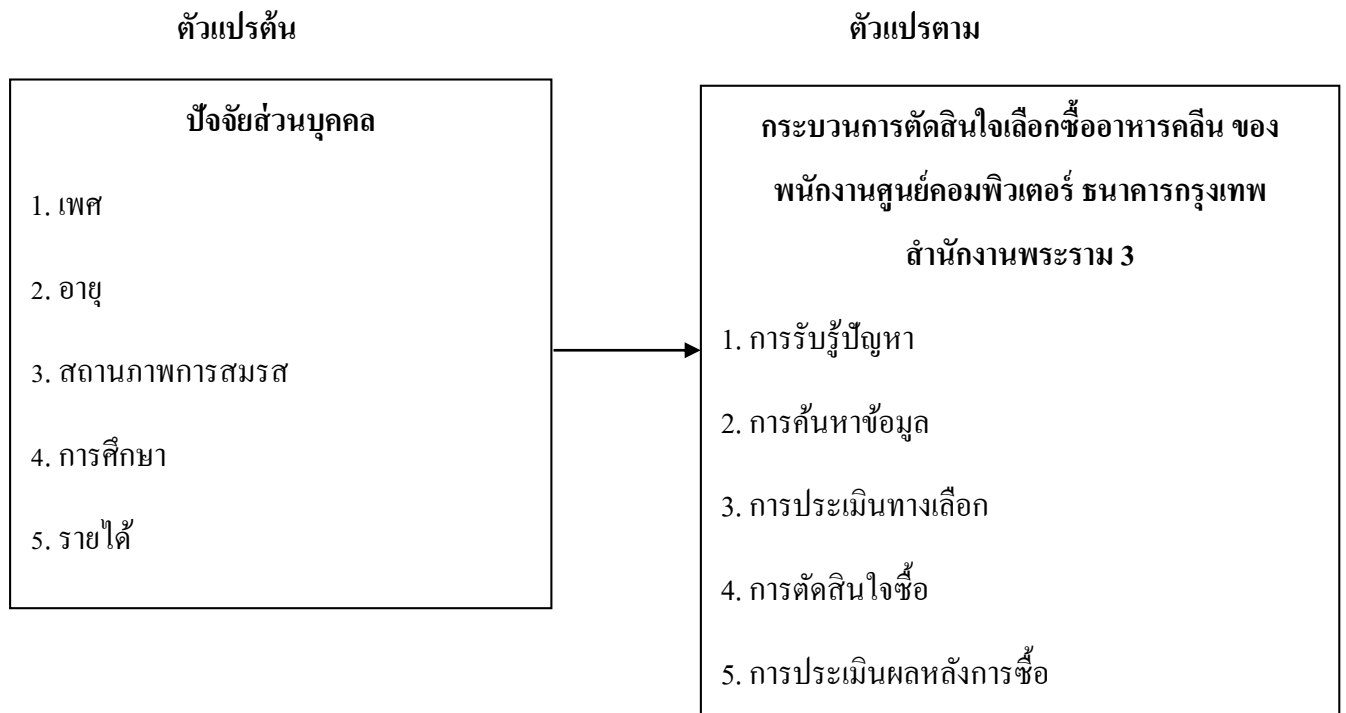 ตัวแปรต้น
ตัวแปรตาม
ปัจจัยส่วนบุคคล
1. เพศ
2. อายุ
3. สถานภาพการสมรส
4. การศึกษา
5. รายได้
กระบวนการตัดสินใจเลือกซื้ออาหารคลีน ของ
พนักงานศูนย์คอมพิวเตอร์ ธนาคารกรุงเทพ
สำนักงานพระราม 3
1. การรับรู้ปัญหา
2. การค้นหาข้อมูล
3. การประเมินทางเลือก
4. การตัดสินใจซื้อ
5. การประเมินผลหลังการซื้อ